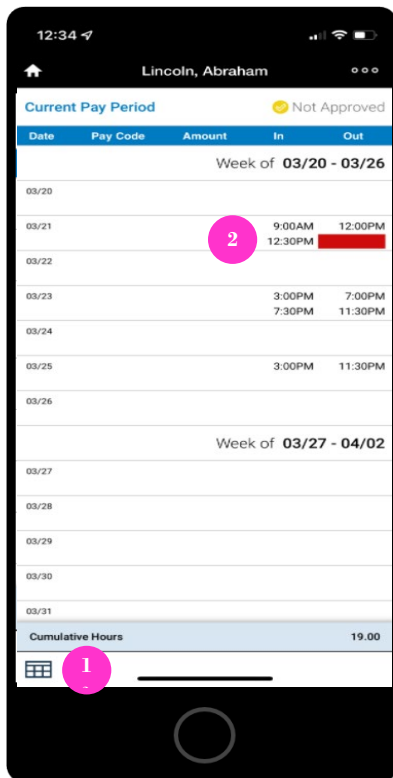 12:34
Lincoln, Abraham
Current Pay Period Not Approved
Date Pay Code Amount In Out
Week of 03/20 - 03/26
03/20
03/21 2 9:00AM 12:00PM
12:30PM
03/22
03/23 3:00PM 7:00PM
7:30PM 11:30PM
03/24
03/25 3:00PM 11:30PM
03/26
Week of 03/27 - 04/02
03/27
03/28
03/29
03/30
03/31
Cumulative Hours 19.00
1